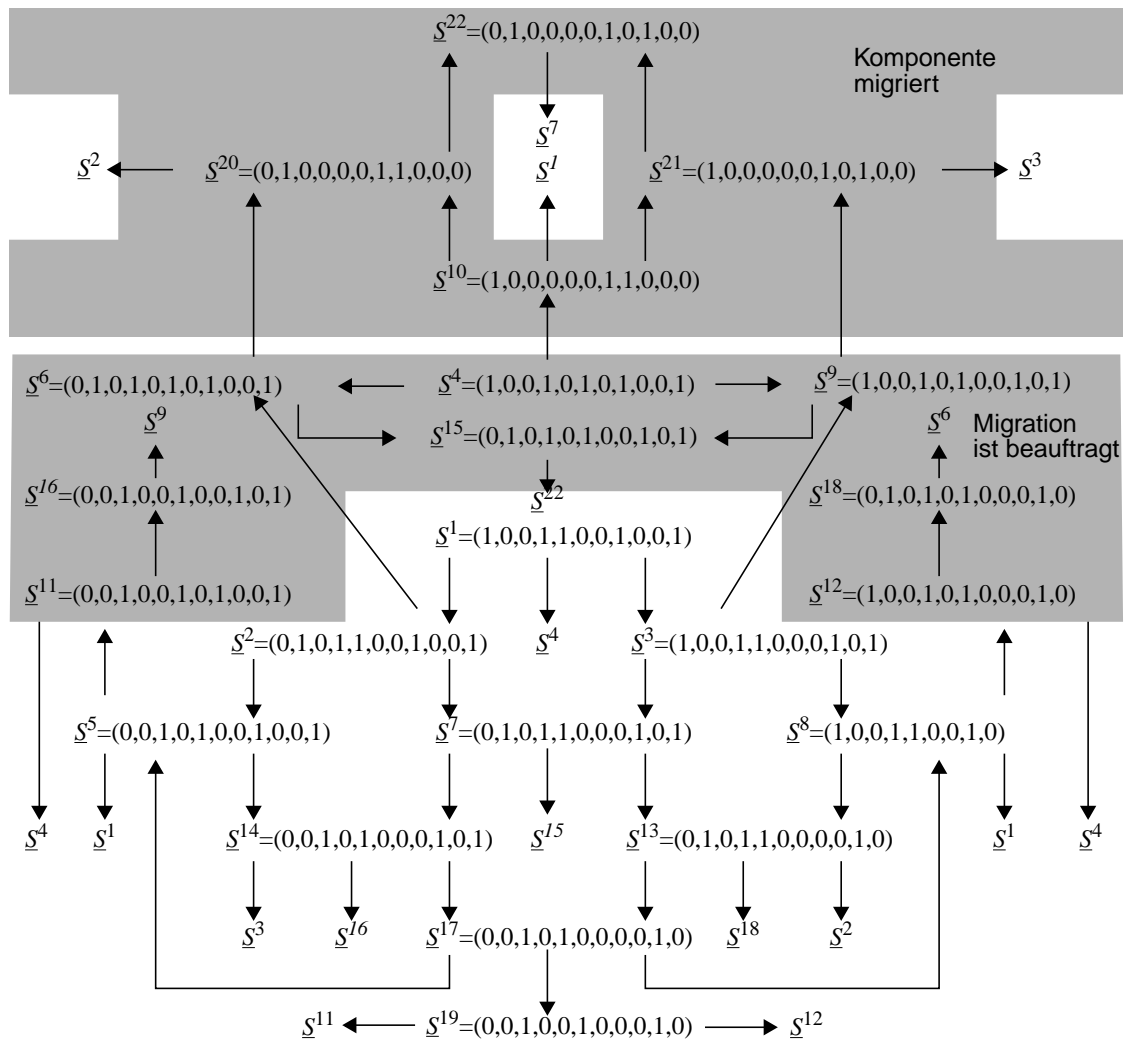 S²²=(0,1,0,0,0,0,1,0,1,0,0)
Komponente
migriert
S⁷
S² S²⁰=(0,1,0,0,0,0,1,1,0,0,0) S¹ S²¹=(1,0,0,0,0,0,1,0,1,0,0) S³
S¹⁰=(1,0,0,0,0,0,1,1,0,0,0)
S⁶=(0,1,0,1,0,1,0,1,0,0,1) S⁴=(1,0,0,1,0,1,0,1,0,0,1) S⁹=(1,0,0,1,0,1,0,0,1,0,1)
S⁹ S¹⁵=(0,1,0,1,0,1,0,0,1,0,1) S⁶ Migration
ist beauftragt
S¹⁶=(0,0,1,0,0,1,0,0,1,0,1) S²² S¹⁸=(0,1,0,1,0,1,0,0,0,1,0)
S¹=(1,0,0,1,1,0,0,1,0,0,1)
S¹¹=(0,0,1,0,0,1,0,1,0,0,1) S¹²=(1,0,0,1,0,1,0,0,0,1,0)
S²=(0,1,0,1,1,0,0,1,0,0,1) S⁴ S³=(1,0,0,1,1,0,0,0,1,0,1)
S⁵=(0,0,1,0,1,0,0,1,0,0,1) S⁷=(0,1,0,1,1,0,0,0,1,0,1) S⁸=(1,0,0,1,1,0,0,1,0)
S⁴ S¹ S¹⁴=(0,0,1,0,1,0,0,0,1,0,1) S¹⁵ S¹³=(0,1,0,1,1,0,0,0,0,1,0) S¹ S⁴
S³ S¹⁶ S¹⁷=(0,0,1,0,1,0,0,0,0,1,0) S¹⁸ S²
S¹¹ S¹⁹=(0,0,1,0,0,1,0,0,0,1,0) S¹²